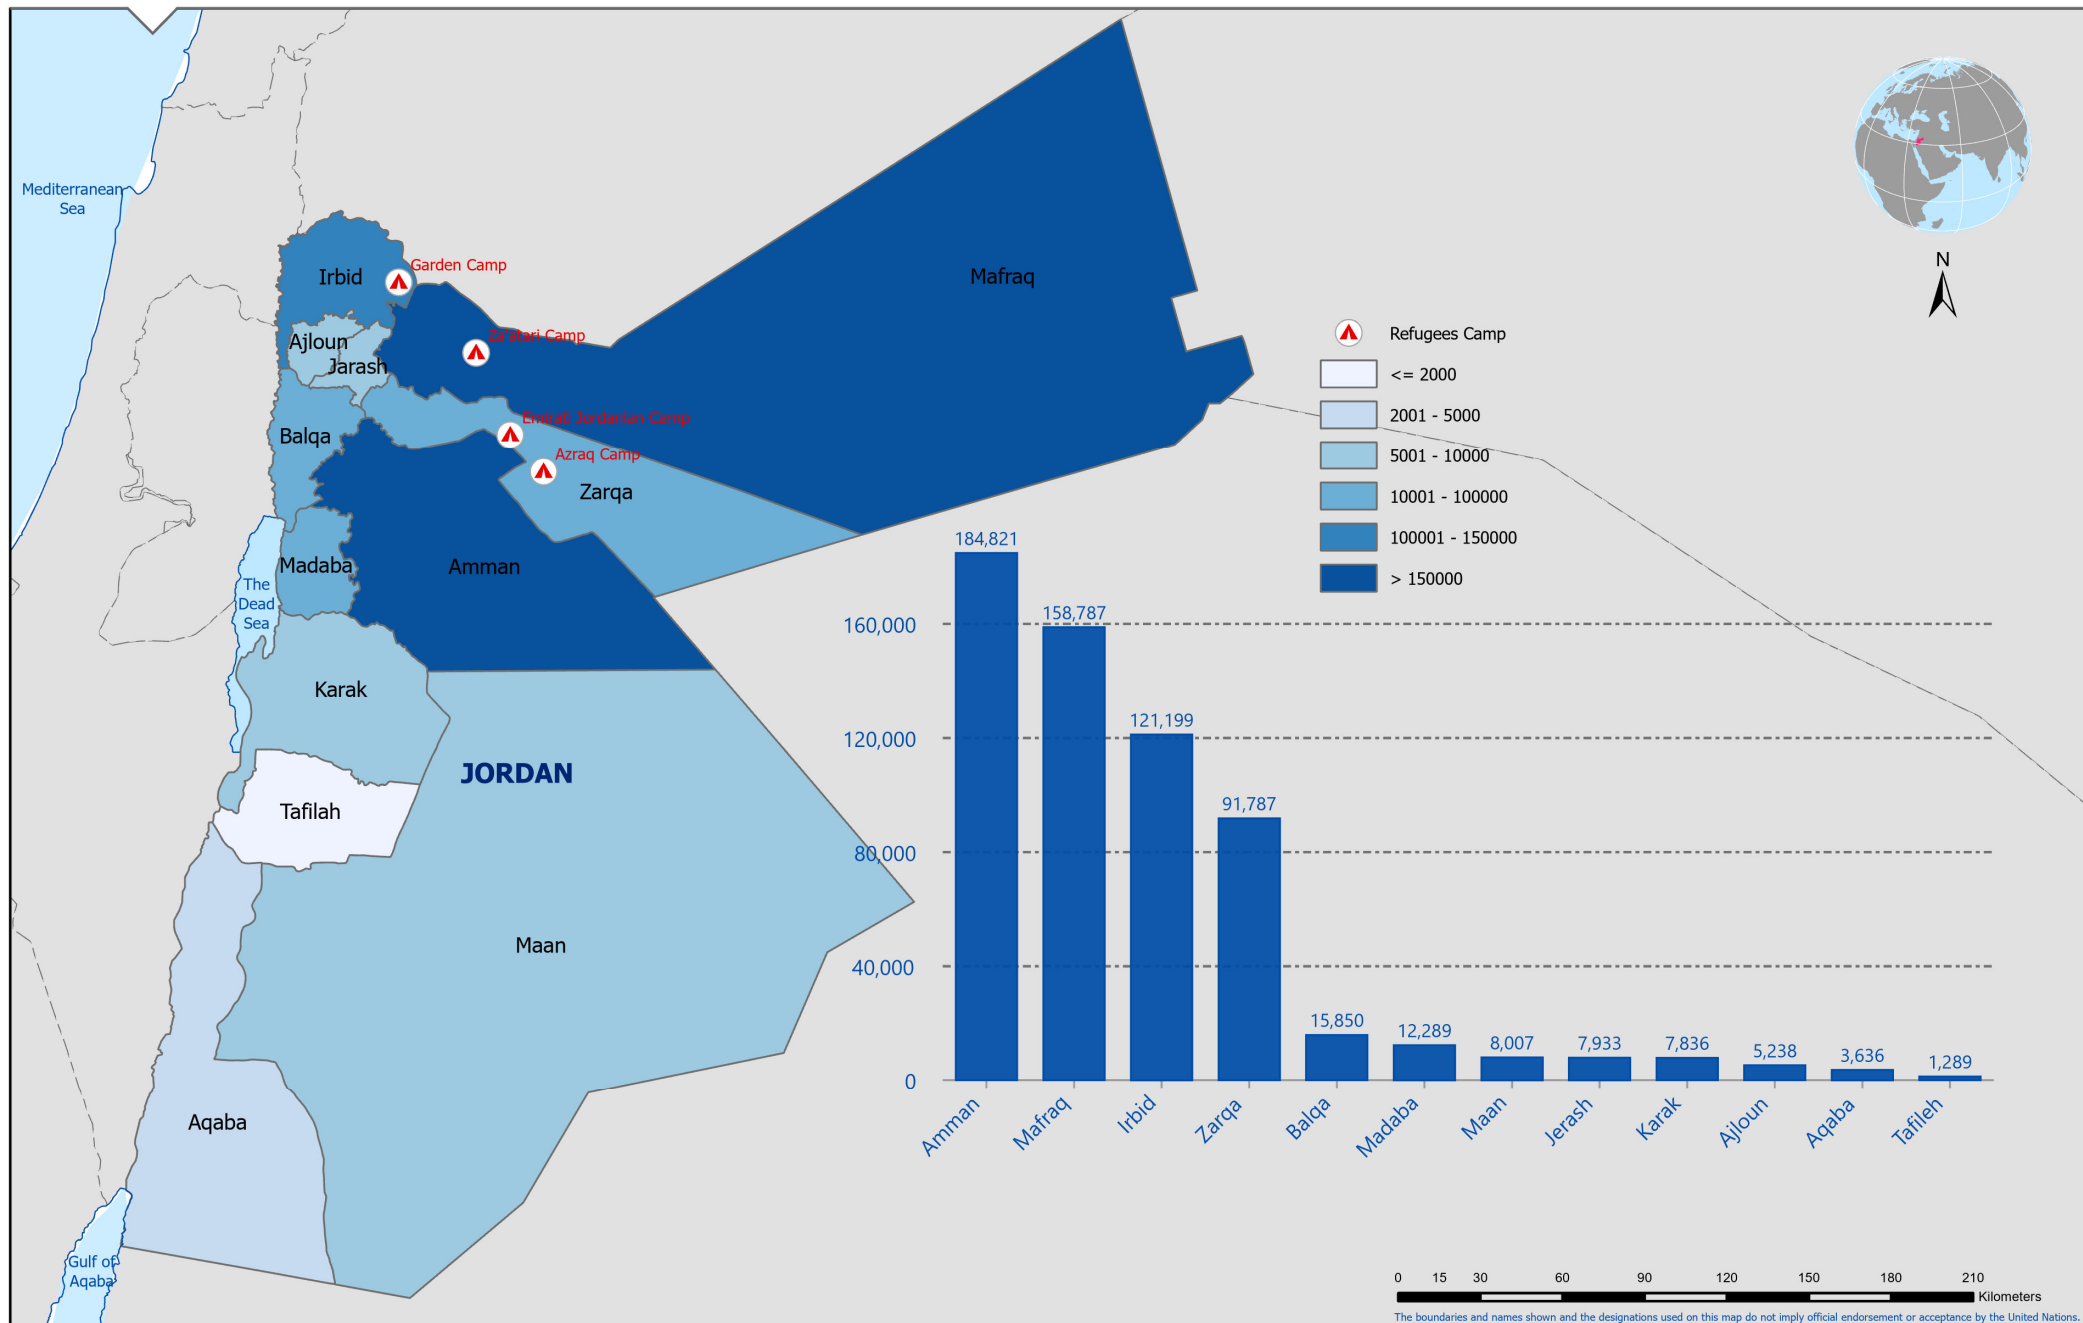 Mediterranean
Sea
Irbid
Garden Camp
Mafraq
Ajloun
Jarash
Za'atari Camp
Balqa
Emirati Jordanian Camp
Azraq Camp
Zarqa
Madaba
Amman
The
Dead
Sea
Karak
JORDAN
Tafilah
Maan
Aqaba
Gulf of
Aqaba
N
Refugees Camp
<= 2000
2001 - 5000
5001 - 10000
10001 - 100000
100001 - 150000
> 150000
184,821
158,787
121,199
91,787
15,850
12,289
8,007
7,933
7,836
5,238
3,636
1,289
160,000
120,000
80,000
40,000
0
Amman
Mafraq
Irbid
Zarqa
Balqa
Madaba
Maan
Jerash
Karak
Ajloun
Aqaba
Tafileh
0 15 30 60 90 120 150 180 210
Kilometers
The boundaries and names shown and the designations used on this map do not imply official endorsement or acceptance by the United Nations.